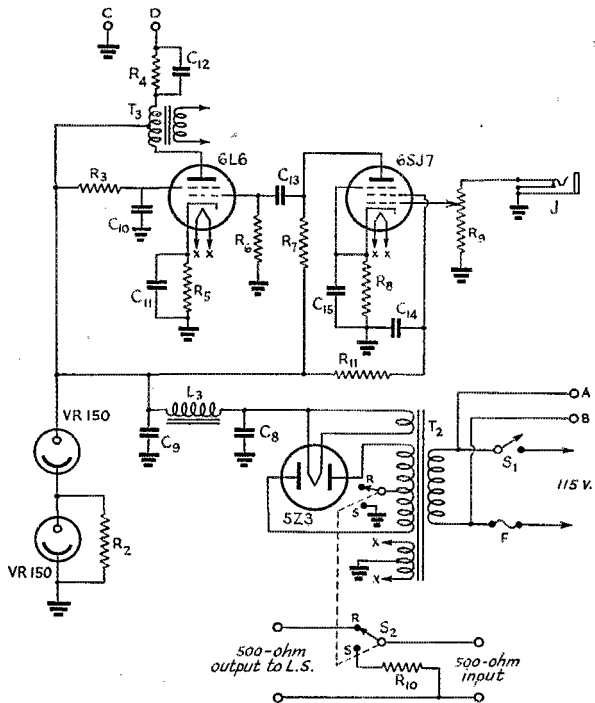 C D
R4 C12
T3
6L6 6SJ7
R3 C13
C10 R6 R7 R9 J
X X X X
C11 R5 C15 R8 C14
R11
L3
VR 150 C9 C8 T2 A
B
S1
R
115 V.
S
5Z3 F
R2 X
VR 150 X
R S2
500-ohm S 500-ohm
output to L.S. R10 input